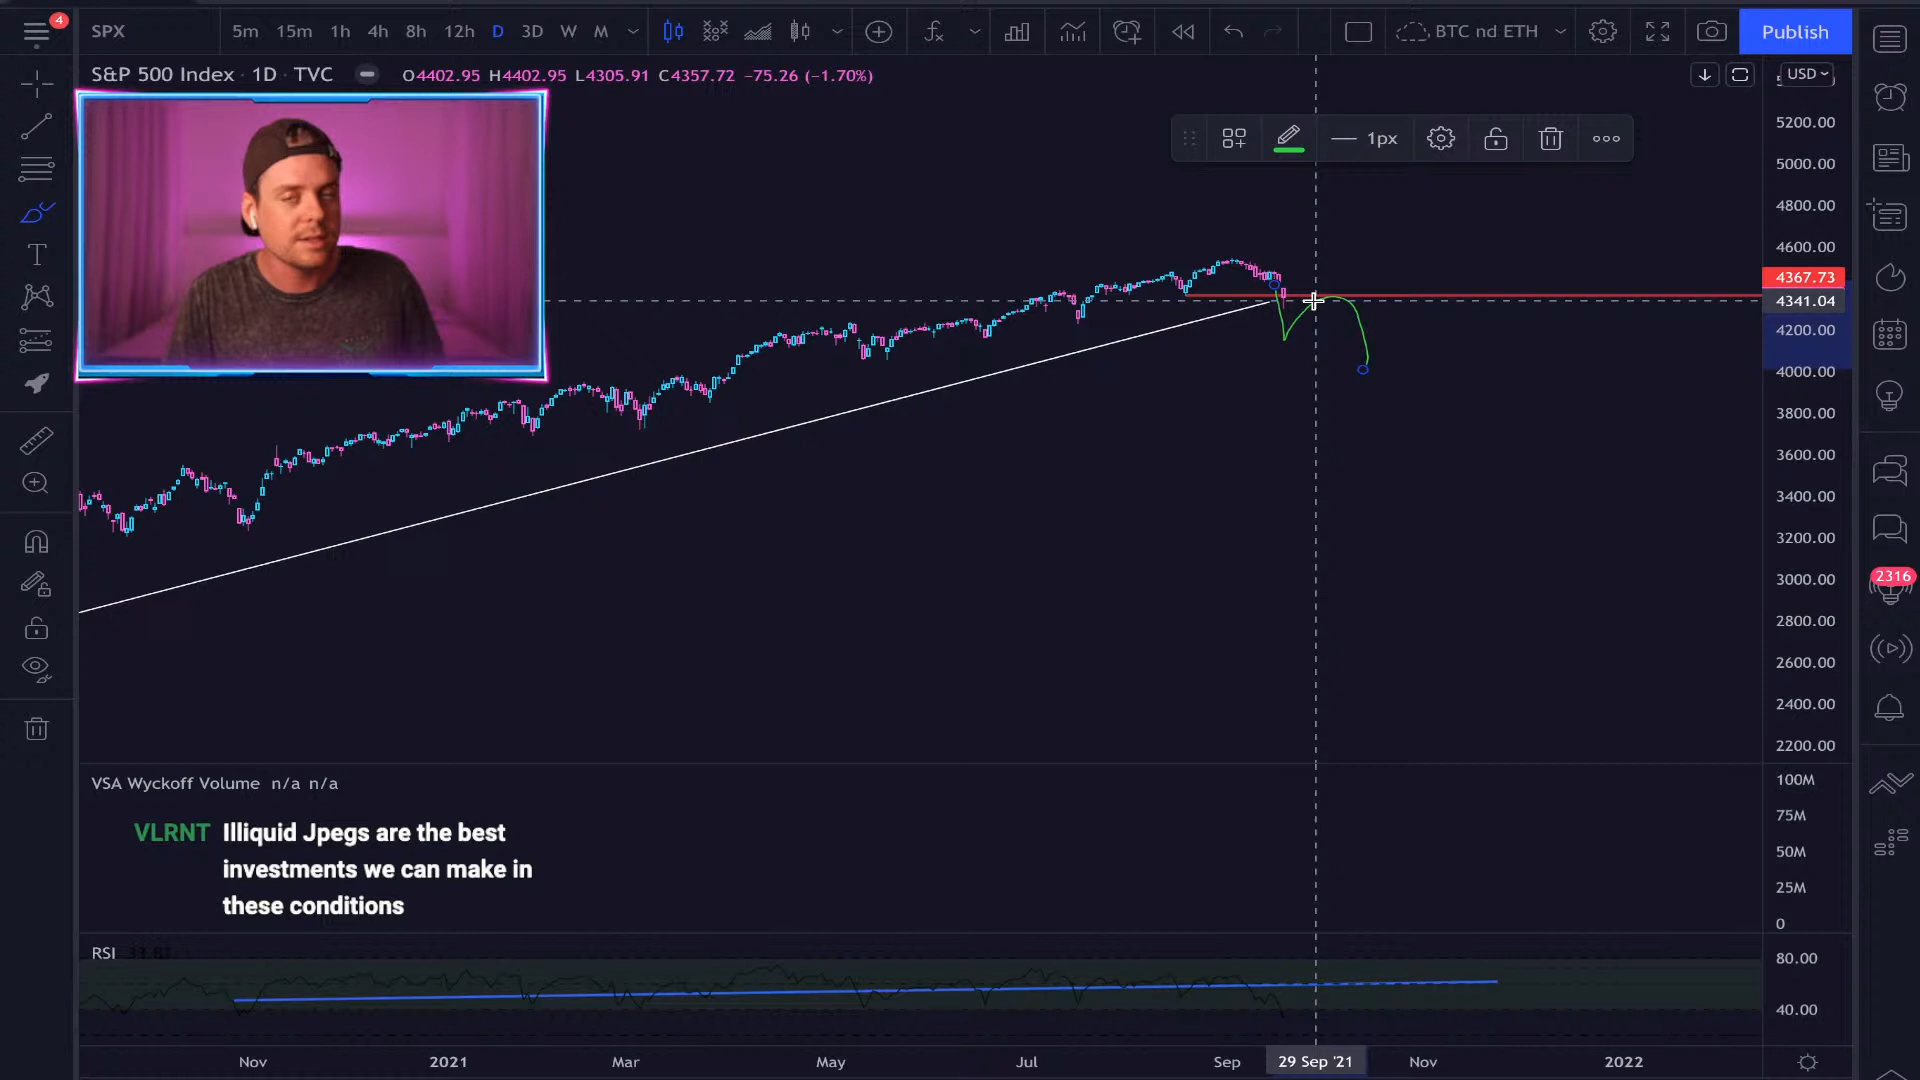 4
SPX
5m 15m 1h 4h 8h 12h D 3D W M
BTC nd ETH
Publish
S&P 500 Index · 1D · TVC
O4402.95 H4402.95 L4305.91 C4357.72 −75.26 (−1.70%)
USD
1px
5200.00
5000.00
4800.00
4600.00
4367.73
4341.04
4200.00
4000.00
3800.00
3600.00
3400.00
3200.00
3000.00
2800.00
2600.00
2400.00
2200.00
2316
VSA Wyckoff Volume n/a n/a
100M
75M
50M
25M
0
VLRNT Illiquid Jpegs are the best
investments we can make in
these conditions
RSI 33.81
80.00
40.00
Nov 2021 Mar May Jul Sep 29 Sep '21 Nov 2022